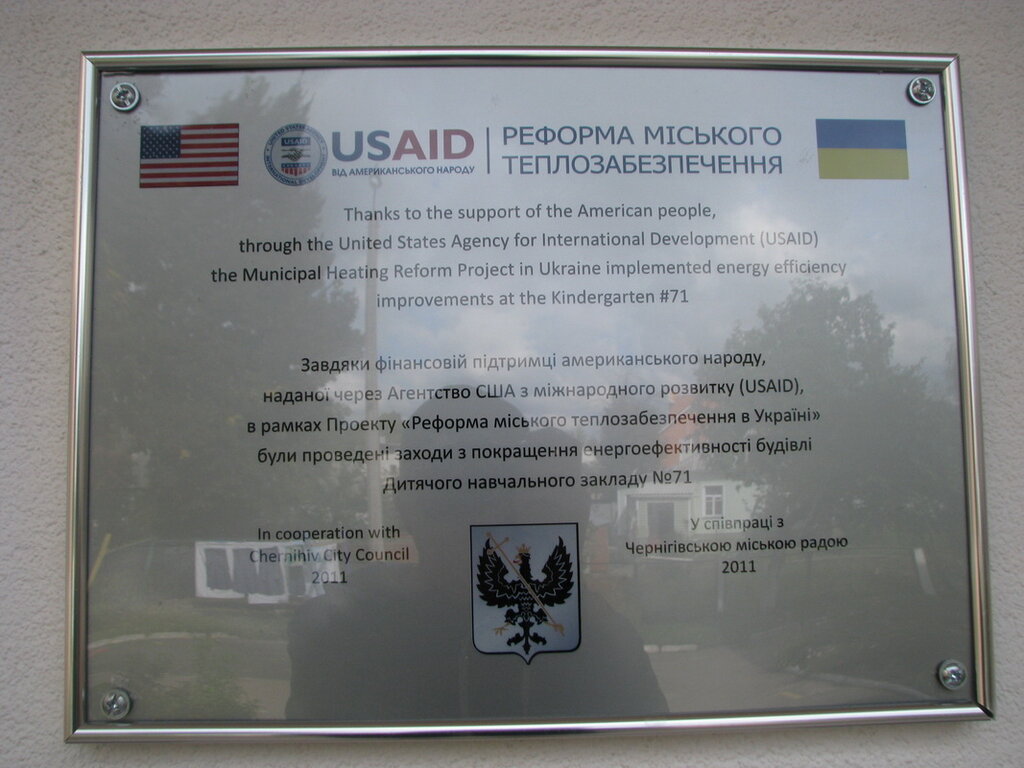 USAID
ВІД АМЕРИКАНСЬКОГО НАРОДУ
РЕФОРМА МІСЬКОГО
ТЕПЛОЗАБЕЗПЕЧЕННЯ
Thanks to the support of the American people,
through the United States Agency for International Development (USAID)
the Municipal Heating Reform Project in Ukraine implemented energy efficiency
improvements at the Kindergarten #71
Завдяки фінансовій підтримці американського народу,
наданої через Агентство США з міжнародного розвитку (USAID),
в рамках Проекту «Реформа міського теплозабезпечення в Україні»
були проведені заходи з покращення енергоефективності будівлі
Дитячого навчального закладу №71
In cooperation with
Chernihiv City Council
2011
У співпраці з
Чернігівською міською радою
2011